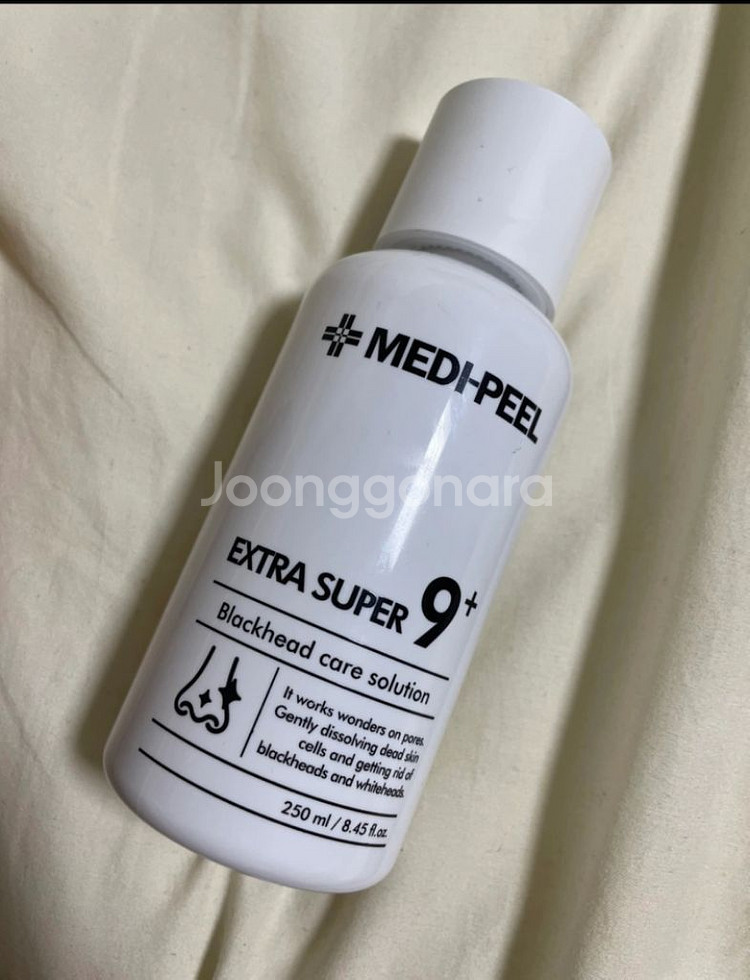 MEDI-PEEL
Joonggonara
EXTRA SUPER 9+
Blackhead care solution
It works wonders on pores.
Gently dissolving dead skin
cells and getting rid of
blackheads and whiteheads.
250 ml / 8.45 fl.oz.